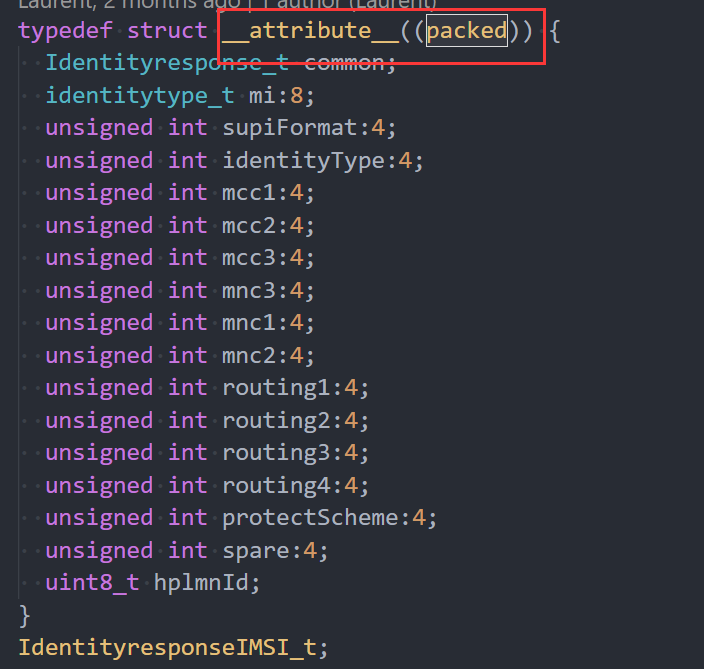 Laurent, 2 months ago | 1 author (Laurent)
typedef struct __attribute__((packed)) {
  Identityresponse_t common;
  identitytype_t mi:8;
  unsigned int supiFormat:4;
  unsigned int identityType:4;
  unsigned int mcc1:4;
  unsigned int mcc2:4;
  unsigned int mcc3:4;
  unsigned int mnc3:4;
  unsigned int mnc1:4;
  unsigned int mnc2:4;
  unsigned int routing1:4;
  unsigned int routing2:4;
  unsigned int routing3:4;
  unsigned int routing4:4;
  unsigned int protectScheme:4;
  unsigned int spare:4;
  uint8_t hplmnId;
}
IdentityresponseIMSI_t;